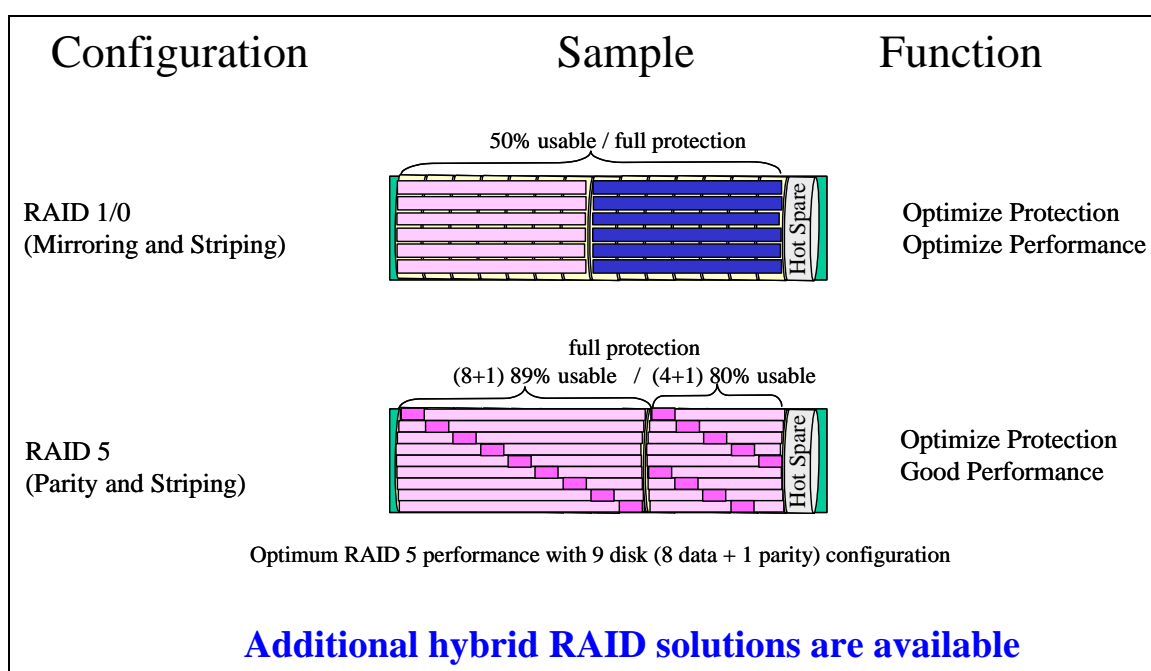 Configuration Sample Function
50% usable / full protection
RAID 1/0
(Mirroring and Striping)
Hot Spare
Optimize Protection
Optimize Performance
full protection
(8+1) 89% usable / (4+1) 80% usable
RAID 5
(Parity and Striping)
Hot Spare
Optimize Protection
Good Performance
Optimum RAID 5 performance with 9 disk (8 data + 1 parity) configuration
Additional hybrid RAID solutions are available